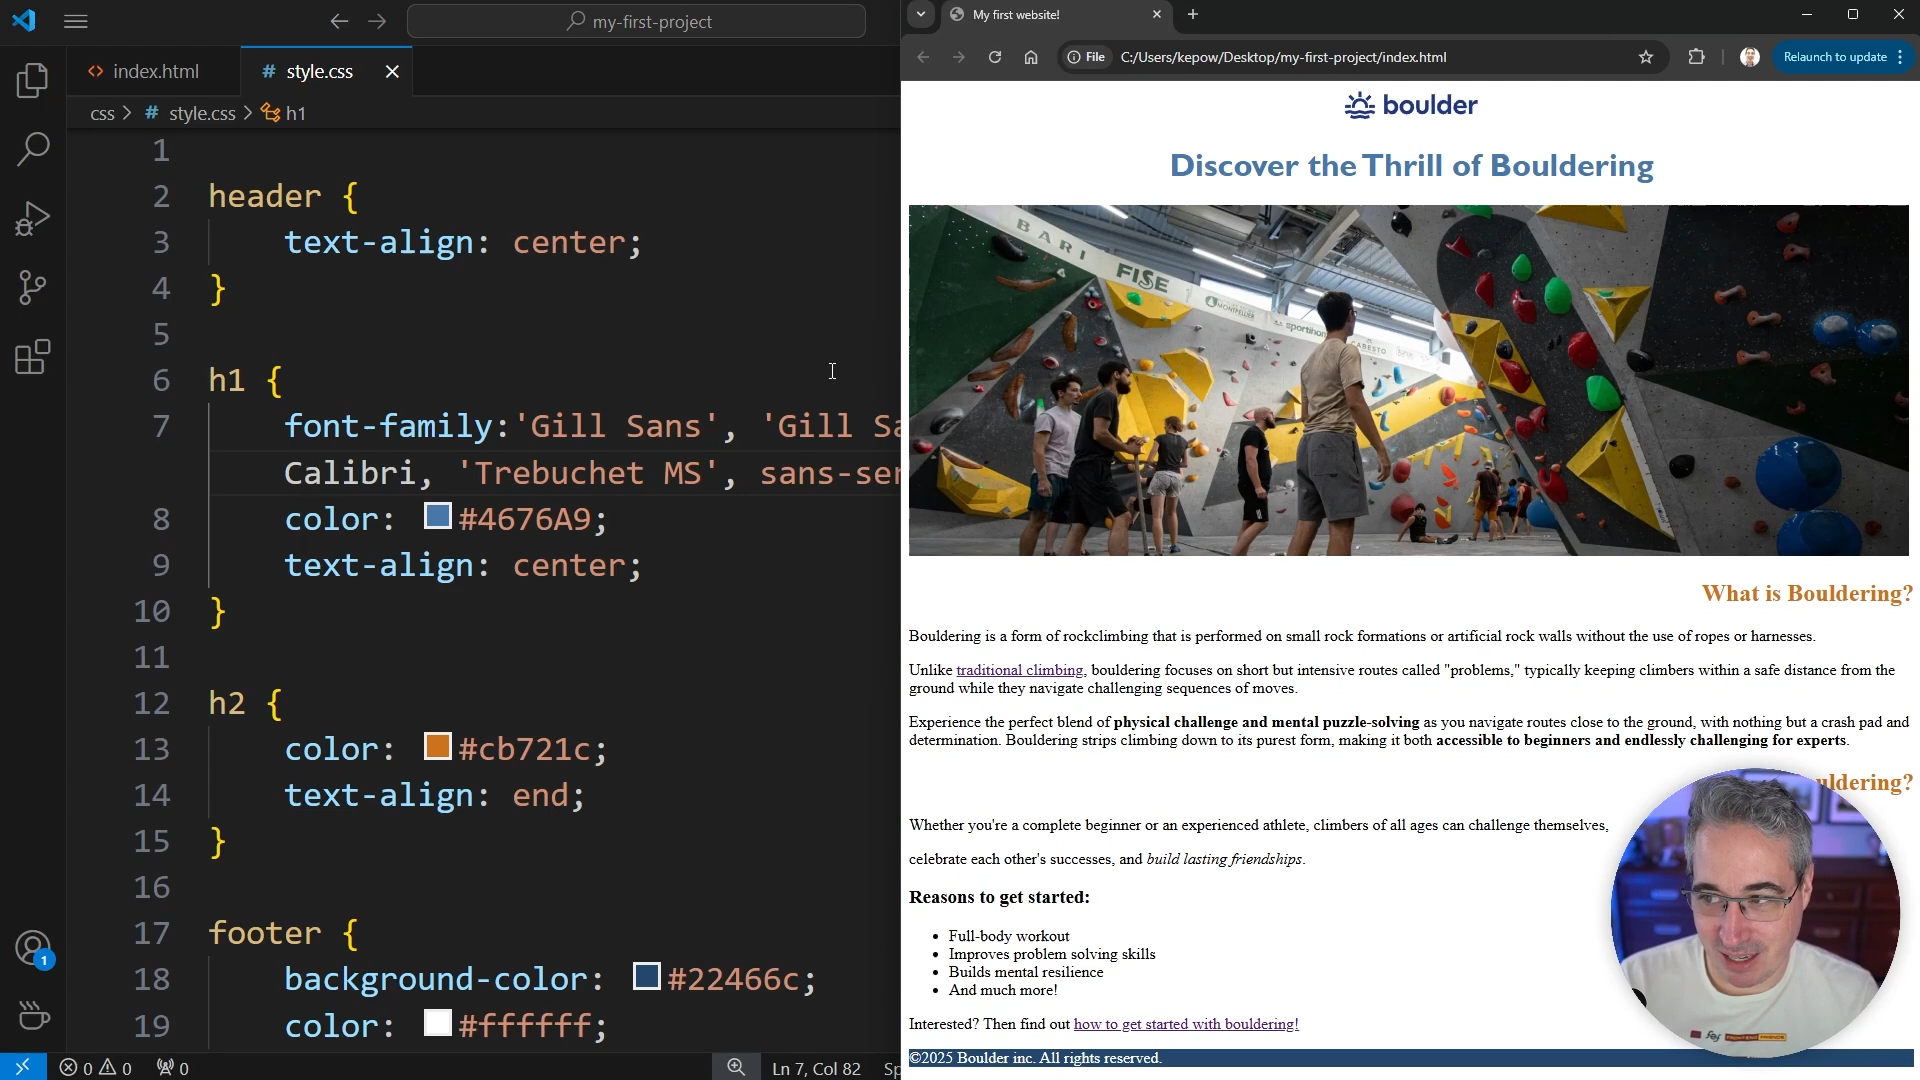 my-first-project
index.html
# style.css
css > # style.css > h1
1
2 header {
3 text-align: center;
4 }
5
6 h1 {
7 font-family:'Gill Sans', 'Gill Sa
Calibri, 'Trebuchet MS', sans-ser
8 color: #4676A9;
9 text-align: center;
10 }
11
12 h2 {
13 color: #cb721c;
14 text-align: end;
15 }
16
17 footer {
18 background-color: #22466c;
19 color: #ffffff;
1
0 0 0 Ln 7, Col 82 Sp
My first website!
File C:/Users/kepow/Desktop/my-first-project/index.html Relaunch to update
boulder
Discover the Thrill of Bouldering
BARI FISE
MONTPELLIER
sportihome
CABESTO
What is Bouldering?
Bouldering is a form of rockclimbing that is performed on small rock formations or artificial rock walls without the use of ropes or harnesses.
Unlike traditional climbing, bouldering focuses on short but intensive routes called "problems," typically keeping climbers within a safe distance from the
ground while they navigate challenging sequences of moves.
Experience the perfect blend of physical challenge and mental puzzle-solving as you navigate routes close to the ground, with nothing but a crash pad and
determination. Bouldering strips climbing down to its purest form, making it both accessible to beginners and endlessly challenging for experts.
uldering?
Whether you're a complete beginner or an experienced athlete, climbers of all ages can challenge themselves,
celebrate each other's successes, and build lasting friendships.
Reasons to get started:
• Full-body workout
• Improves problem solving skills
• Builds mental resilience
• And much more!
Interested? Then find out how to get started with bouldering!
©2025 Boulder inc. All rights reserved.